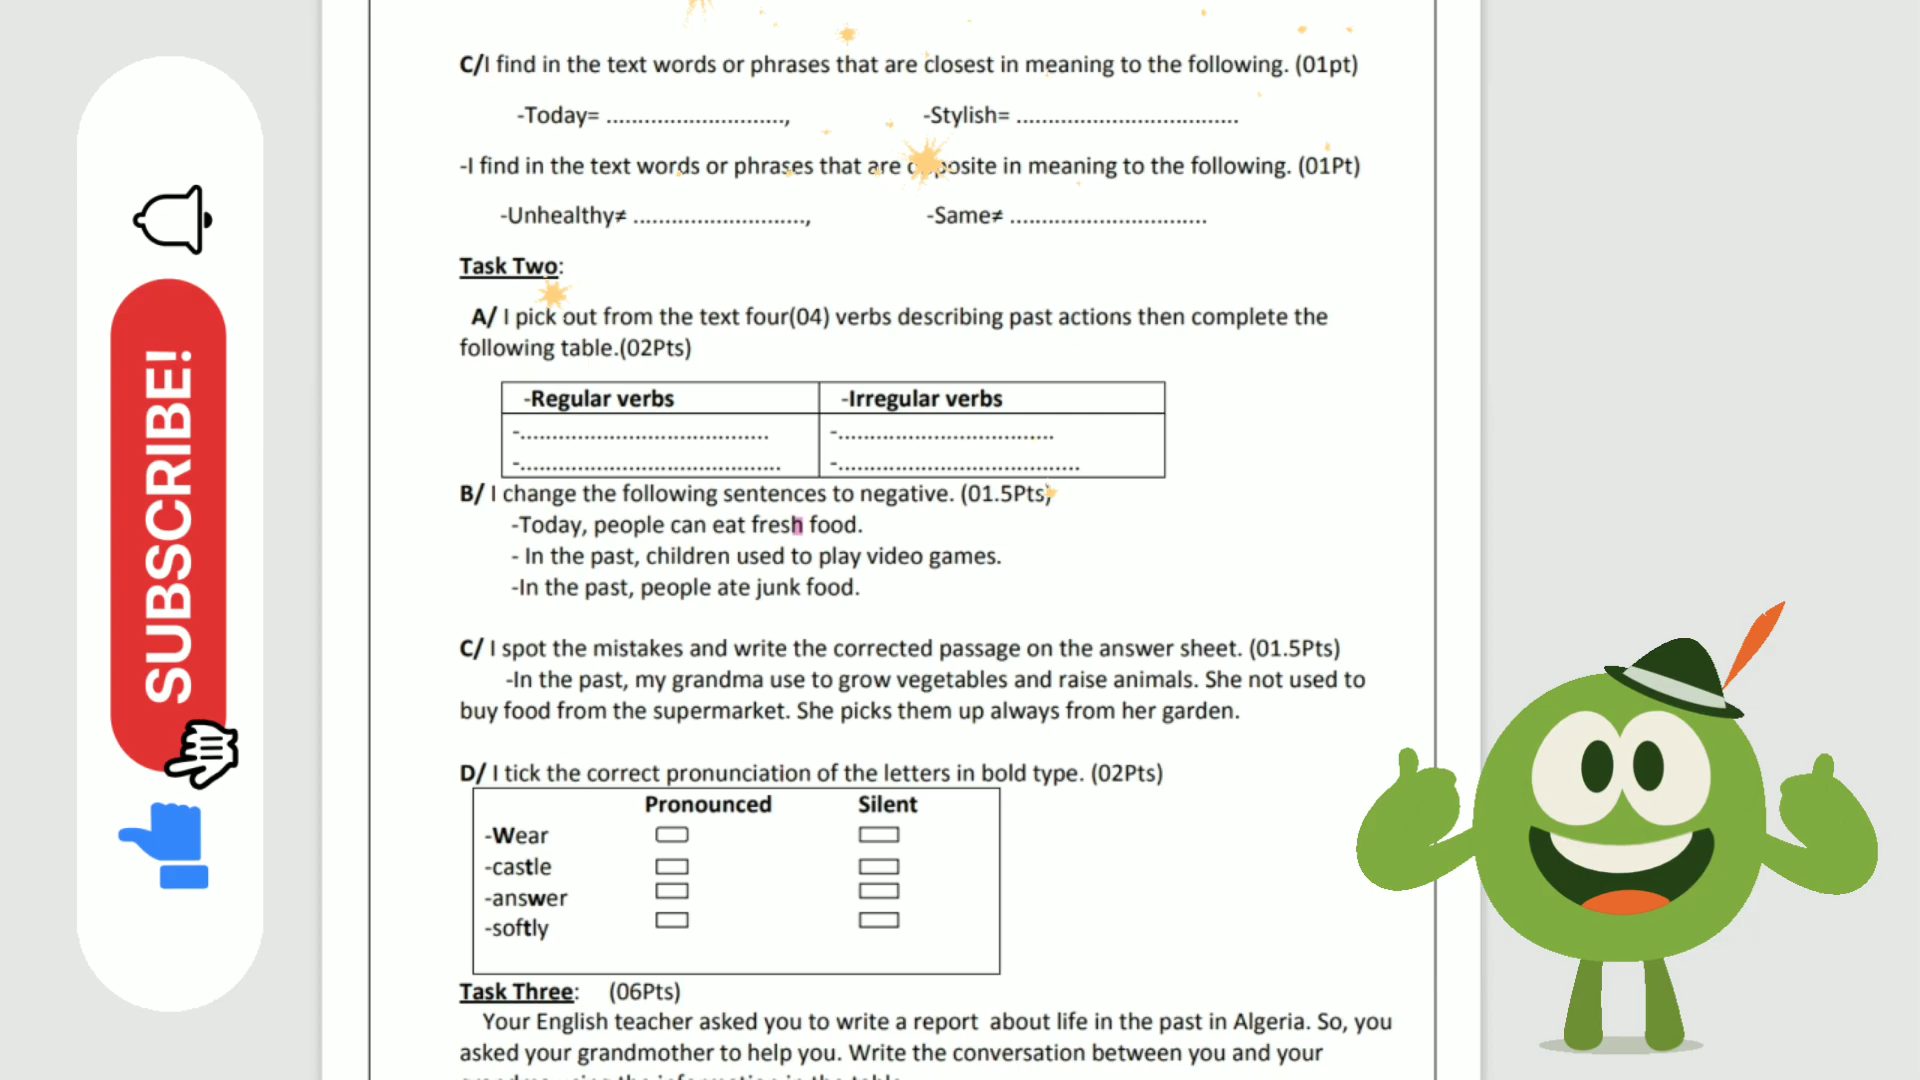 SUBSCRIBE!
C/I find in the text words or phrases that are closest in meaning to the following. (01pt)
-Today= ............................, -Stylish= ...................................
-I find in the text words or phrases that are opposite in meaning to the following. (01Pt)
-Unhealthy≠ ..........................., -Same≠ ...............................
Task Two:
A/ I pick out from the text four(04) verbs describing past actions then complete the
following table.(02Pts)
-Regular verbs -Irregular verbs
-....................................... -..................................
-......................................... -......................................
B/ I change the following sentences to negative. (01.5Pts)
-Today, people can eat fresh food.
- In the past, children used to play video games.
-In the past, people ate junk food.
C/ I spot the mistakes and write the corrected passage on the answer sheet. (01.5Pts)
-In the past, my grandma use to grow vegetables and raise animals. She not used to
buy food from the supermarket. She picks them up always from her garden.
D/ I tick the correct pronunciation of the letters in bold type. (02Pts)
Pronounced Silent
-Wear
-castle
-answer
-softly
Task Three: (06Pts)
Your English teacher asked you to write a report about life in the past in Algeria. So, you
asked your grandmother to help you. Write the conversation between you and your